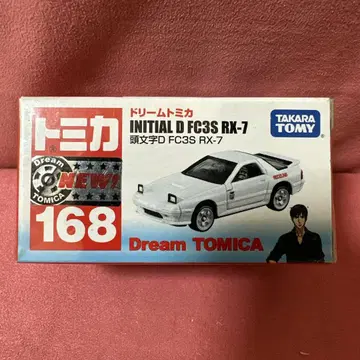 トミカ
Dream
NEW!
TOMICA
168
ドリームトミカ
INITIAL D FC3S RX-7
頭文字D FC3S RX-7
TAKARA
TOMY
Dream TOMICA